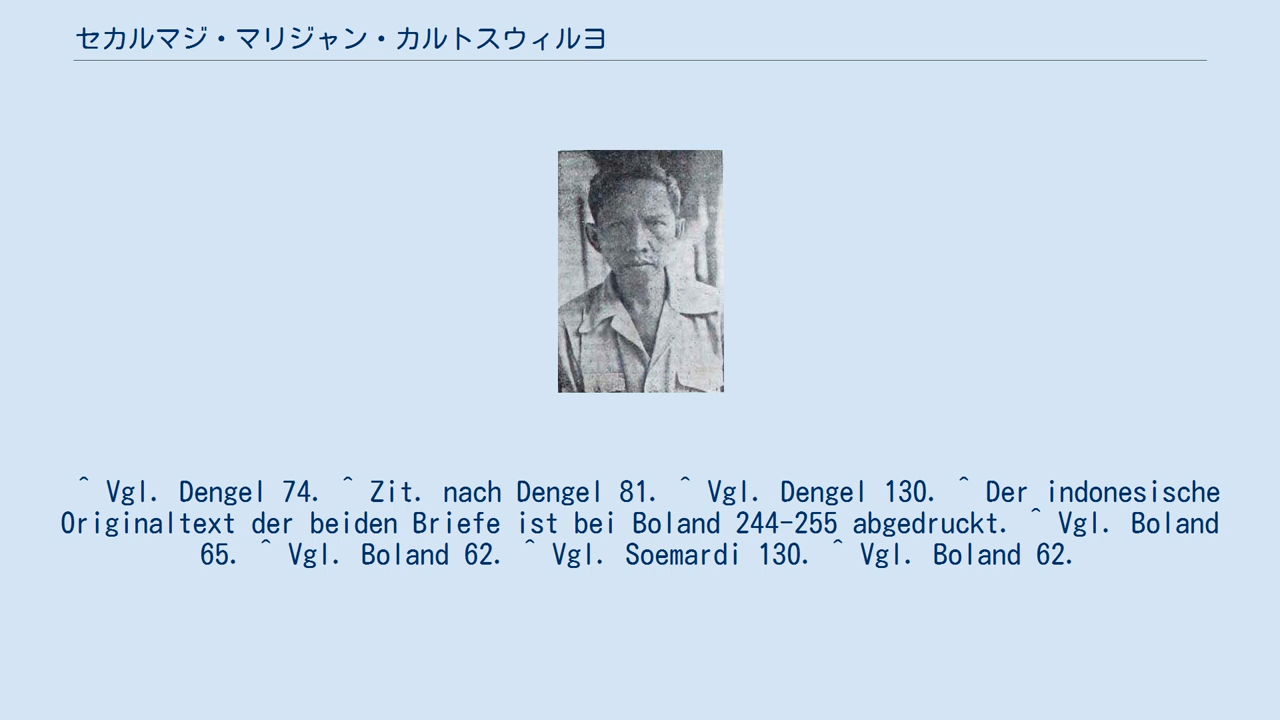 セカルマジ・マリジャン・カルトスウィルヨ
^ Vgl. Dengel 74. ^ Zit. nach Dengel 81. ^ Vgl. Dengel 130. ^ Der indonesische
Originaltext der beiden Briefe ist bei Boland 244-255 abgedruckt. ^ Vgl. Boland
65. ^ Vgl. Boland 62. ^ Vgl. Soemardi 130. ^ Vgl. Boland 62.